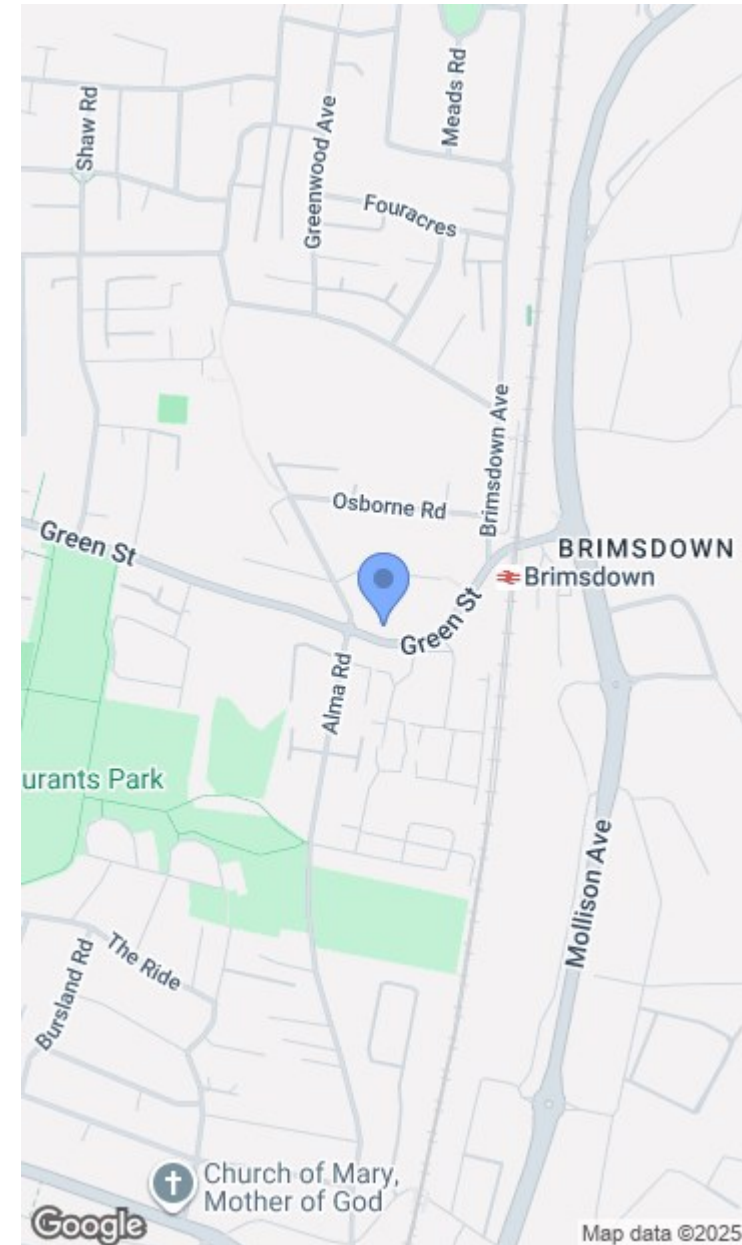 Shaw Rd
Greenwood Ave
Meads Rd
Fouracres
Brimsdown Ave
Osborne Rd
Green St
BRIMSDOWN
Brimsdown
Green St
Alma Rd
urants Park
Mollison Ave
The Ride
Bursland Rd
Church of Mary,
Mother of God
Google
Map data ©2025